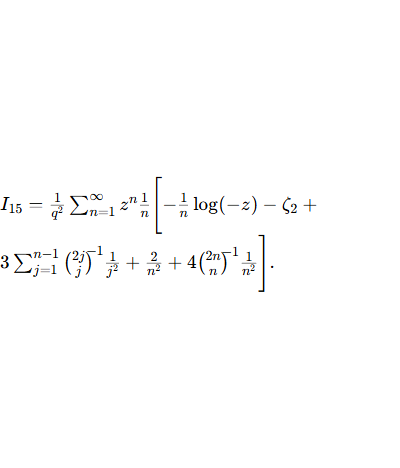 $I_{15} = \frac{1}{q^2} \sum_{n=1}^{\infty} z^n \frac{1}{n} \Bigg[ -\frac{1}{n} \log(-z) - \zeta_2 +$
$3 \sum_{j=1}^{n-1} \binom{2j}{j}^{-1} \frac{1}{j^2} + \frac{2}{n^2} + 4 \binom{2n}{n}^{-1} \frac{1}{n^2} \Bigg].$